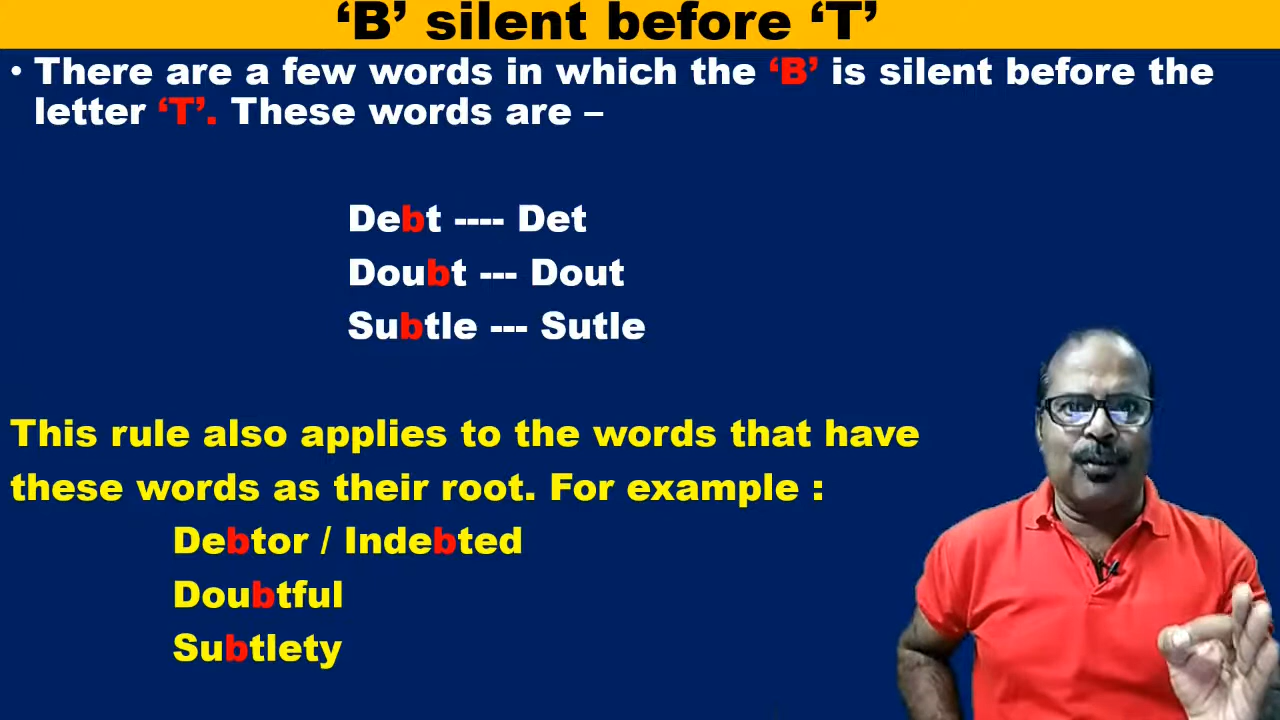 ‘B’ silent before ‘T’
• There are a few words in which the ‘B’ is silent before the
letter ‘T’. These words are –
Debt ---- Det
Doubt --- Dout
Subtle --- Sutle
This rule also applies to the words that have
these words as their root. For example :
Debtor / Indebted
Doubtful
Subtlety